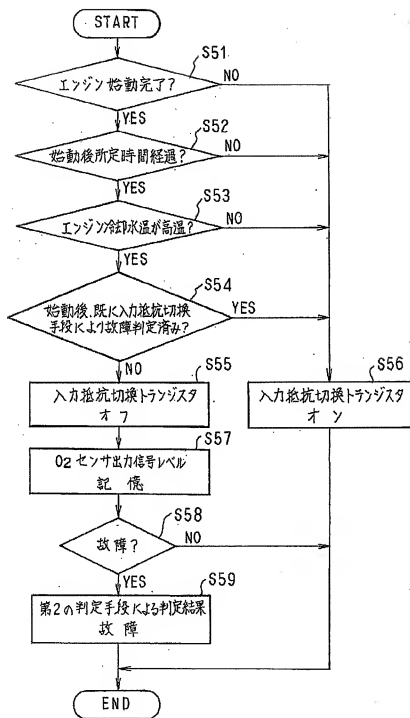 START
S51
エンジン始動完了?
NO
YES
S52
始動後所定時間経過?
NO
YES
S53
エンジン冷却水温が高温?
NO
YES
S54
始動後、既に入力抵抗切換
手段により故障判定済み?
YES
NO
S55
入力抵抗切換トランジスタ
オフ
S56
入力抵抗切換トランジスタ
オン
S57
O2センサ出力信号レベル
記憶
S58
故障?
NO
YES
S59
第2の判定手段による判定結果
故障
END